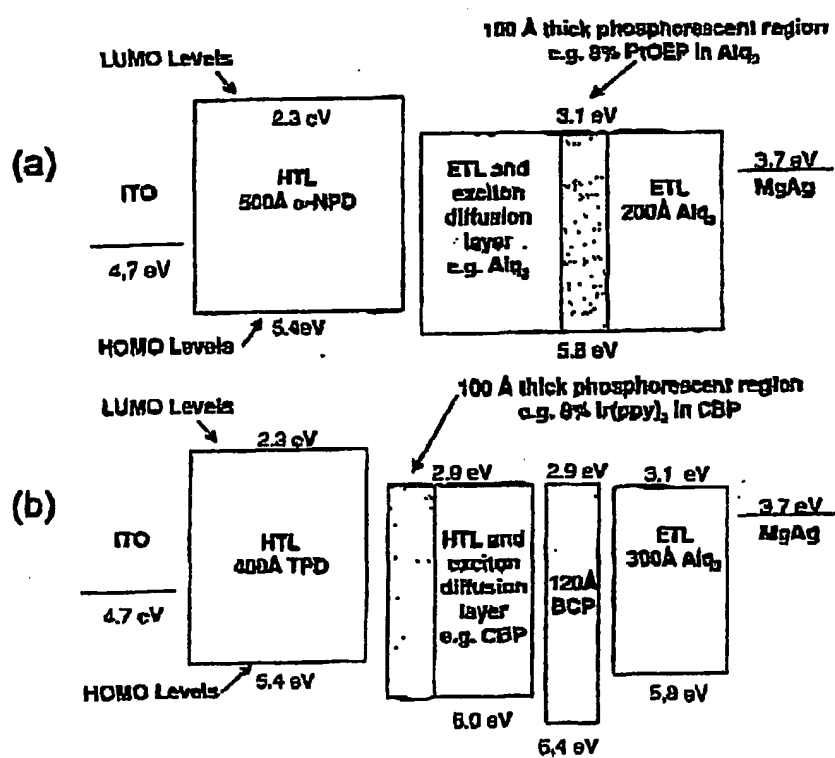 100 Å thick phosphorescent region
e.g. 8% PtOEP in Alq3
LUMO Levels
2.3 eV
3.1 eV
(a)
ITO
HTL
500Å α-NPD
ETL and
exciton
diffusion
layer
e.g. Alq3
ETL
200Å Alq3
3.7 eV
MgAg
4.7 eV
5.4eV
HOMO Levels
5.8 eV
100 Å thick phosphorescent region
e.g. 8% Ir(ppy)3 in CBP
LUMO Levels
2.3 eV
2.9 eV
2.9 eV
3.1 eV
(b)
ITO
HTL
400Å TPD
HTL and
exciton
diffusion
layer
e.g. CBP
120Å
BCP
ETL
300Å Alq3
3.7 eV
MgAg
4.7 eV
HOMO Levels
5.4 eV
6.0 eV
6.4 eV
5.8 eV